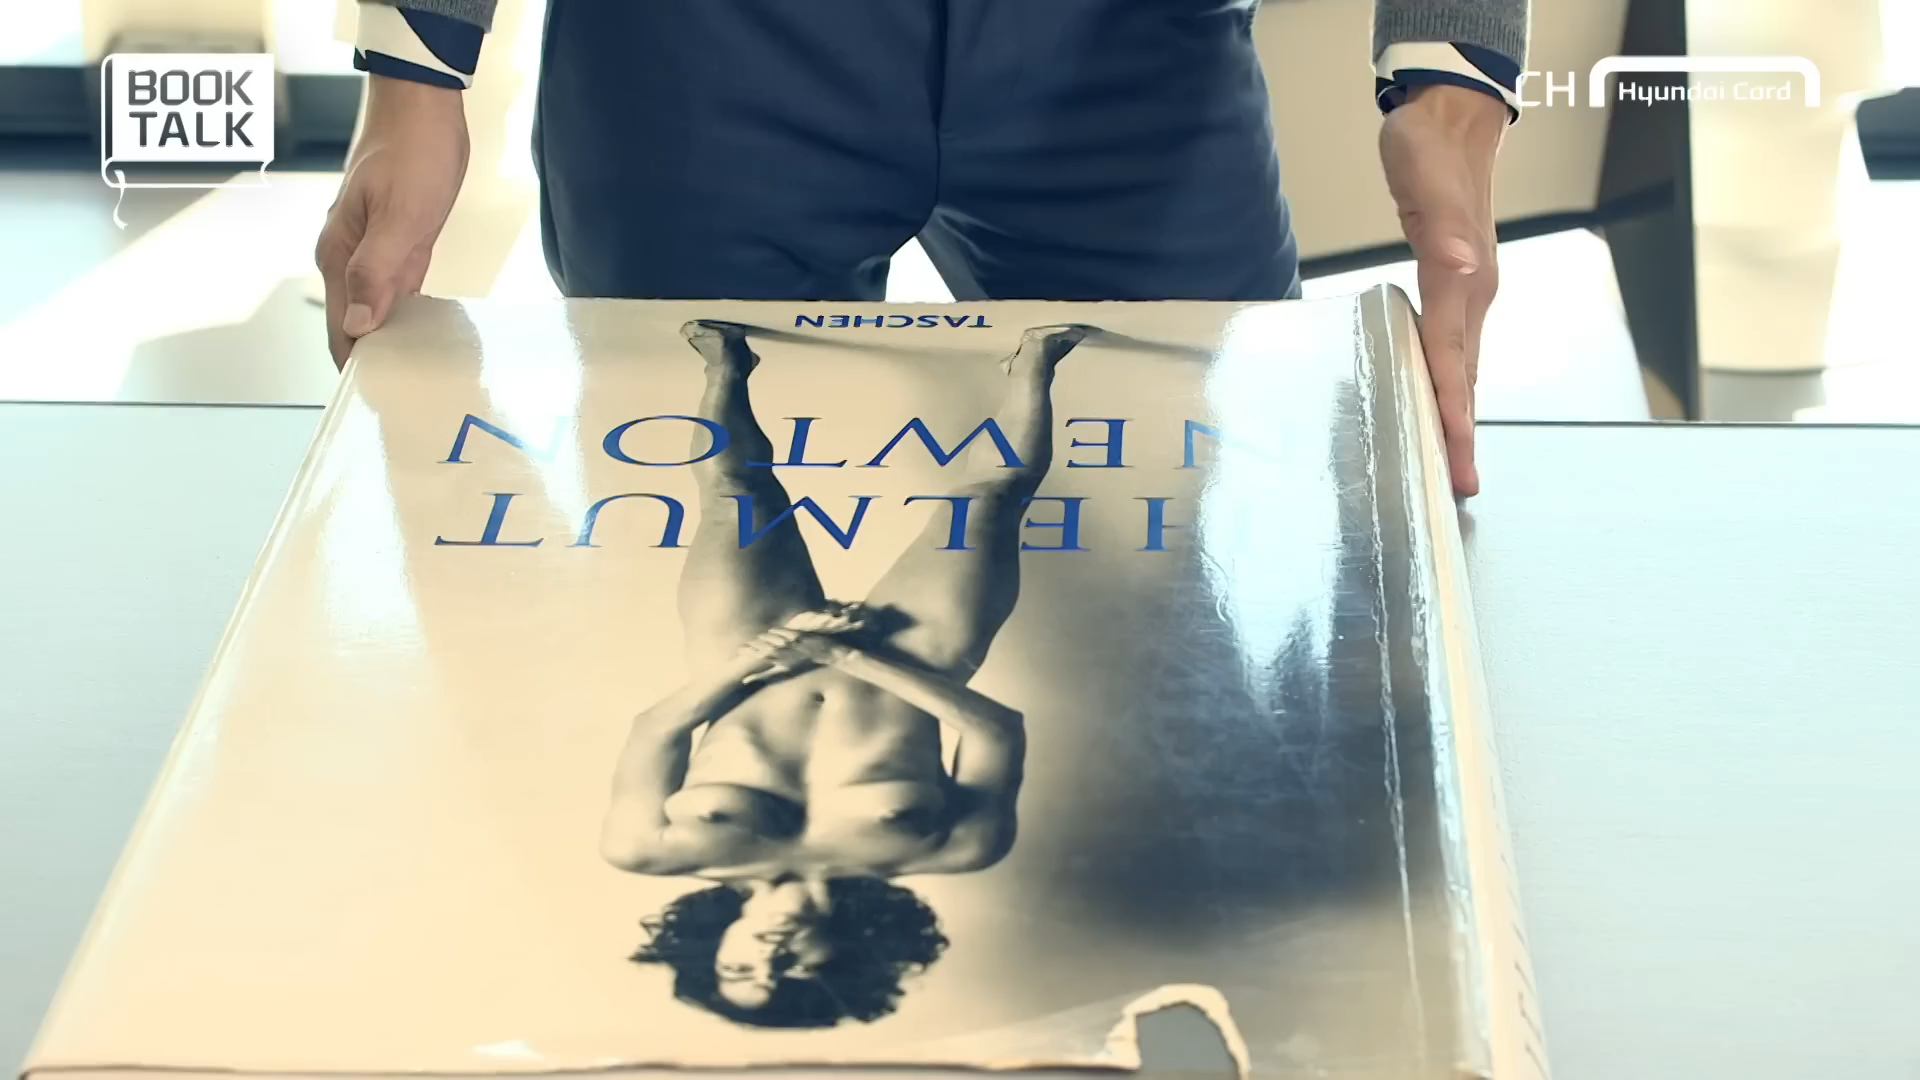 BOOK
TALK
CH Hyundai Card
TASCHEN
HELMUT
NEWTON